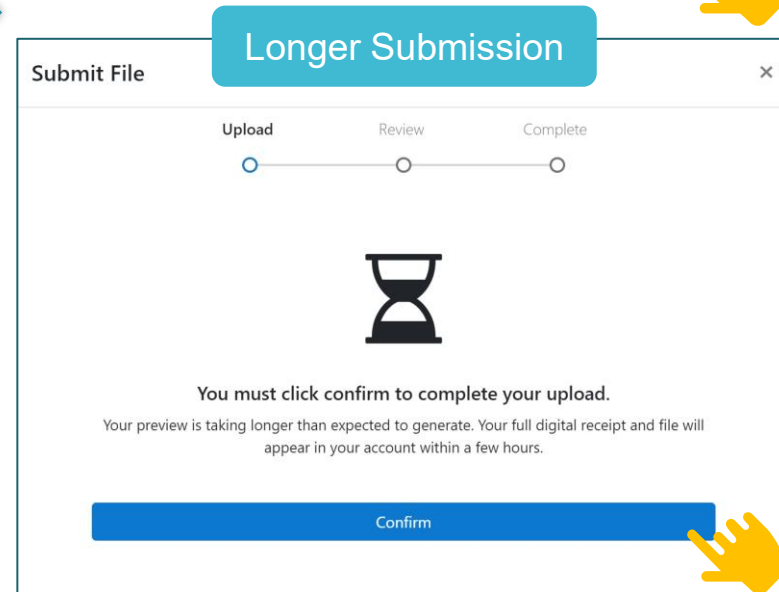 Longer Submission
Submit File ×
Upload Review Complete
You must click confirm to complete your upload.
Your preview is taking longer than expected to generate. Your full digital receipt and file will
appear in your account within a few hours.
Confirm